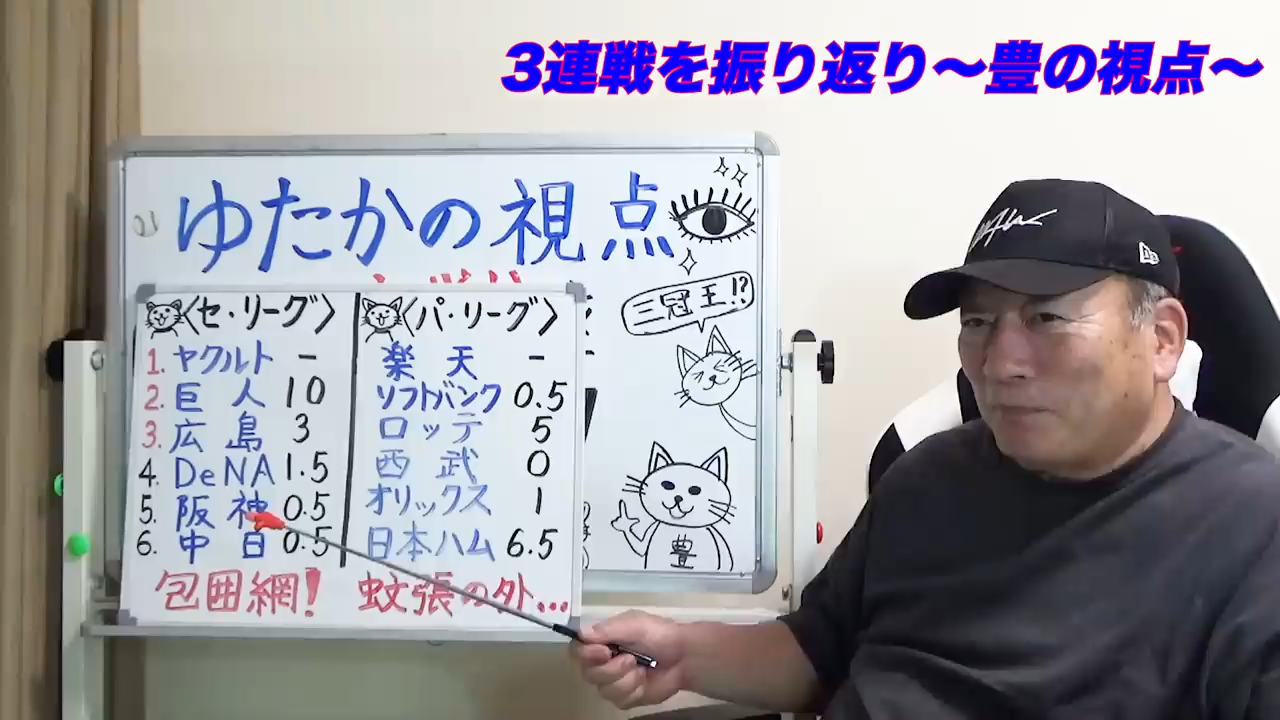 3連戦を振り返り〜豊の視点〜
ゆたかの視点
三冠王!?
〈セ・リーグ〉
1. ヤクルト -
2. 巨人 10
3. 広島 3
4. DeNA 1.5
5. 阪神 0.5
6. 中日 0.5
包囲網!
〈パ・リーグ〉
楽天 -
ソフトバンク 0.5
ロッテ 5
西武 0
オリックス 1
日本ハム 6.5
蚊張の外...
豊